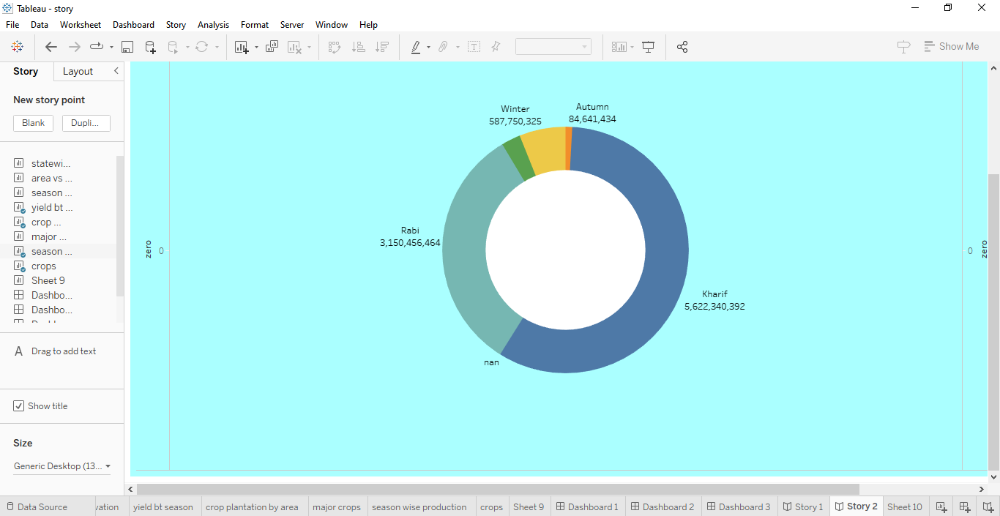 Tableau - story
File Data Worksheet Dashboard Story Analysis Format Server Window Help
Show Me
Story Layout
New story point
Blank Dupli...
statewi...
area vs ...
season ...
yield bt ...
crop ...
major ...
season ...
crops
Sheet 9
Dashbo...
Dashbo...
A Drag to add text
Show title
Size
Generic Desktop (13...
Winter
587,750,325
Autumn
84,641,434
Rabi
3,150,456,464
Kharif
5,622,340,392
nan
zero
0
0
zero
Data Source vation yield bt season crop plantation by area major crops season wise production crops Sheet 9 Dashboard 1 Dashboard 2 Dashboard 3 Story 1 Story 2 Sheet 10